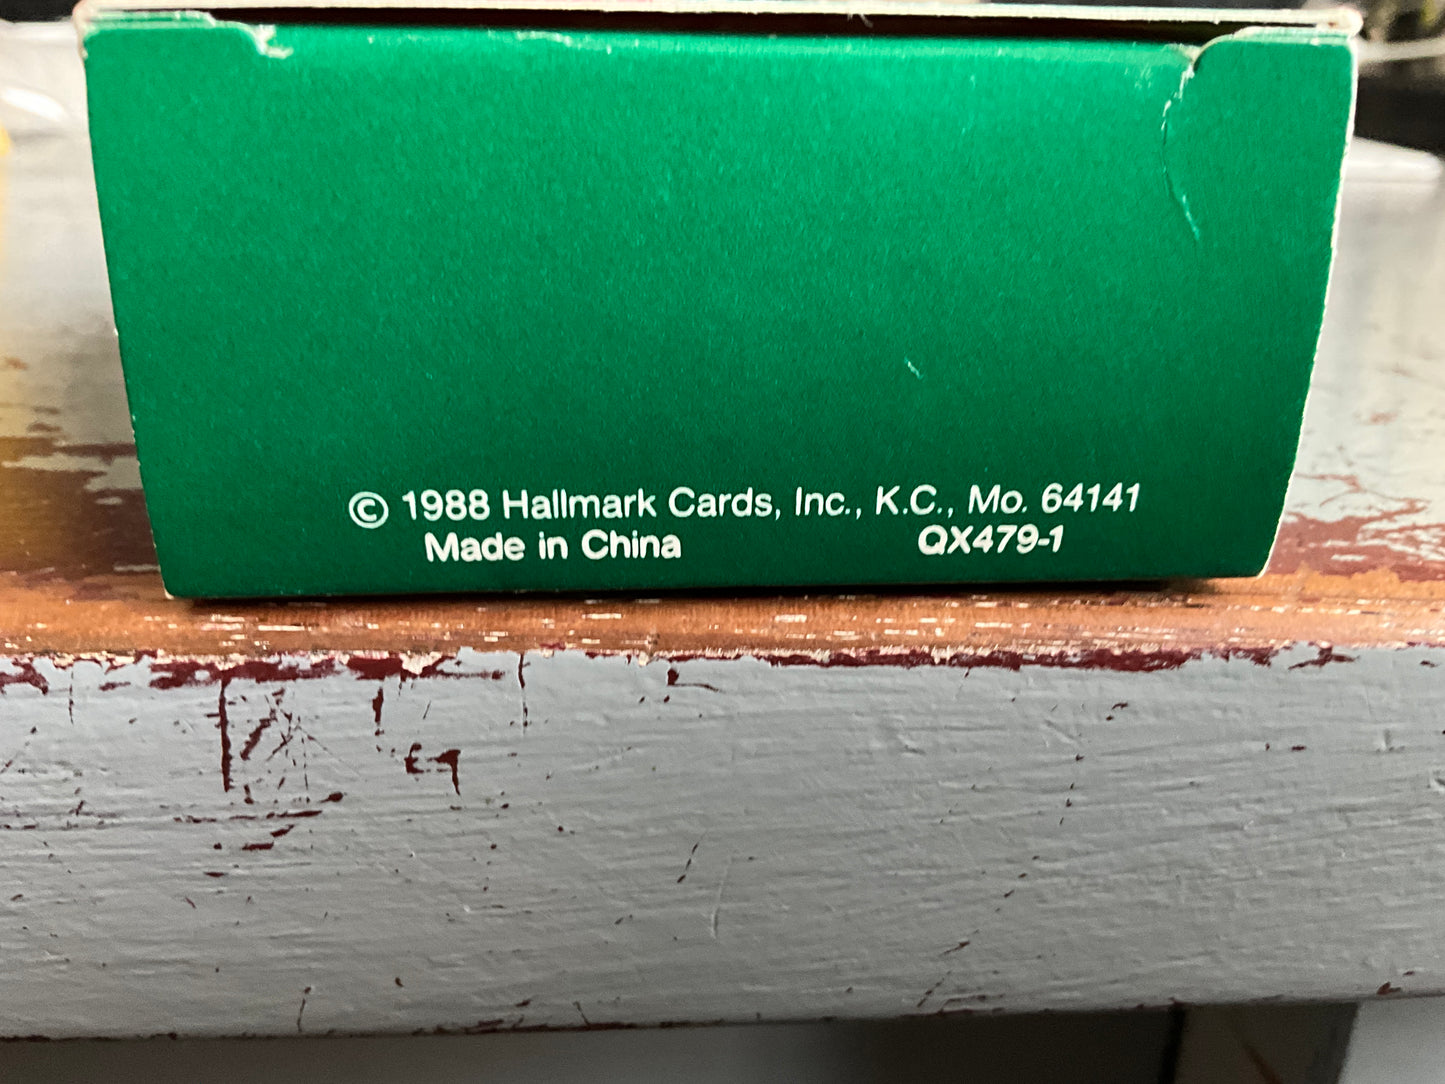 © 1988 Hallmark Cards, Inc., K.C., Mo. 64141
Made in China QX479-1